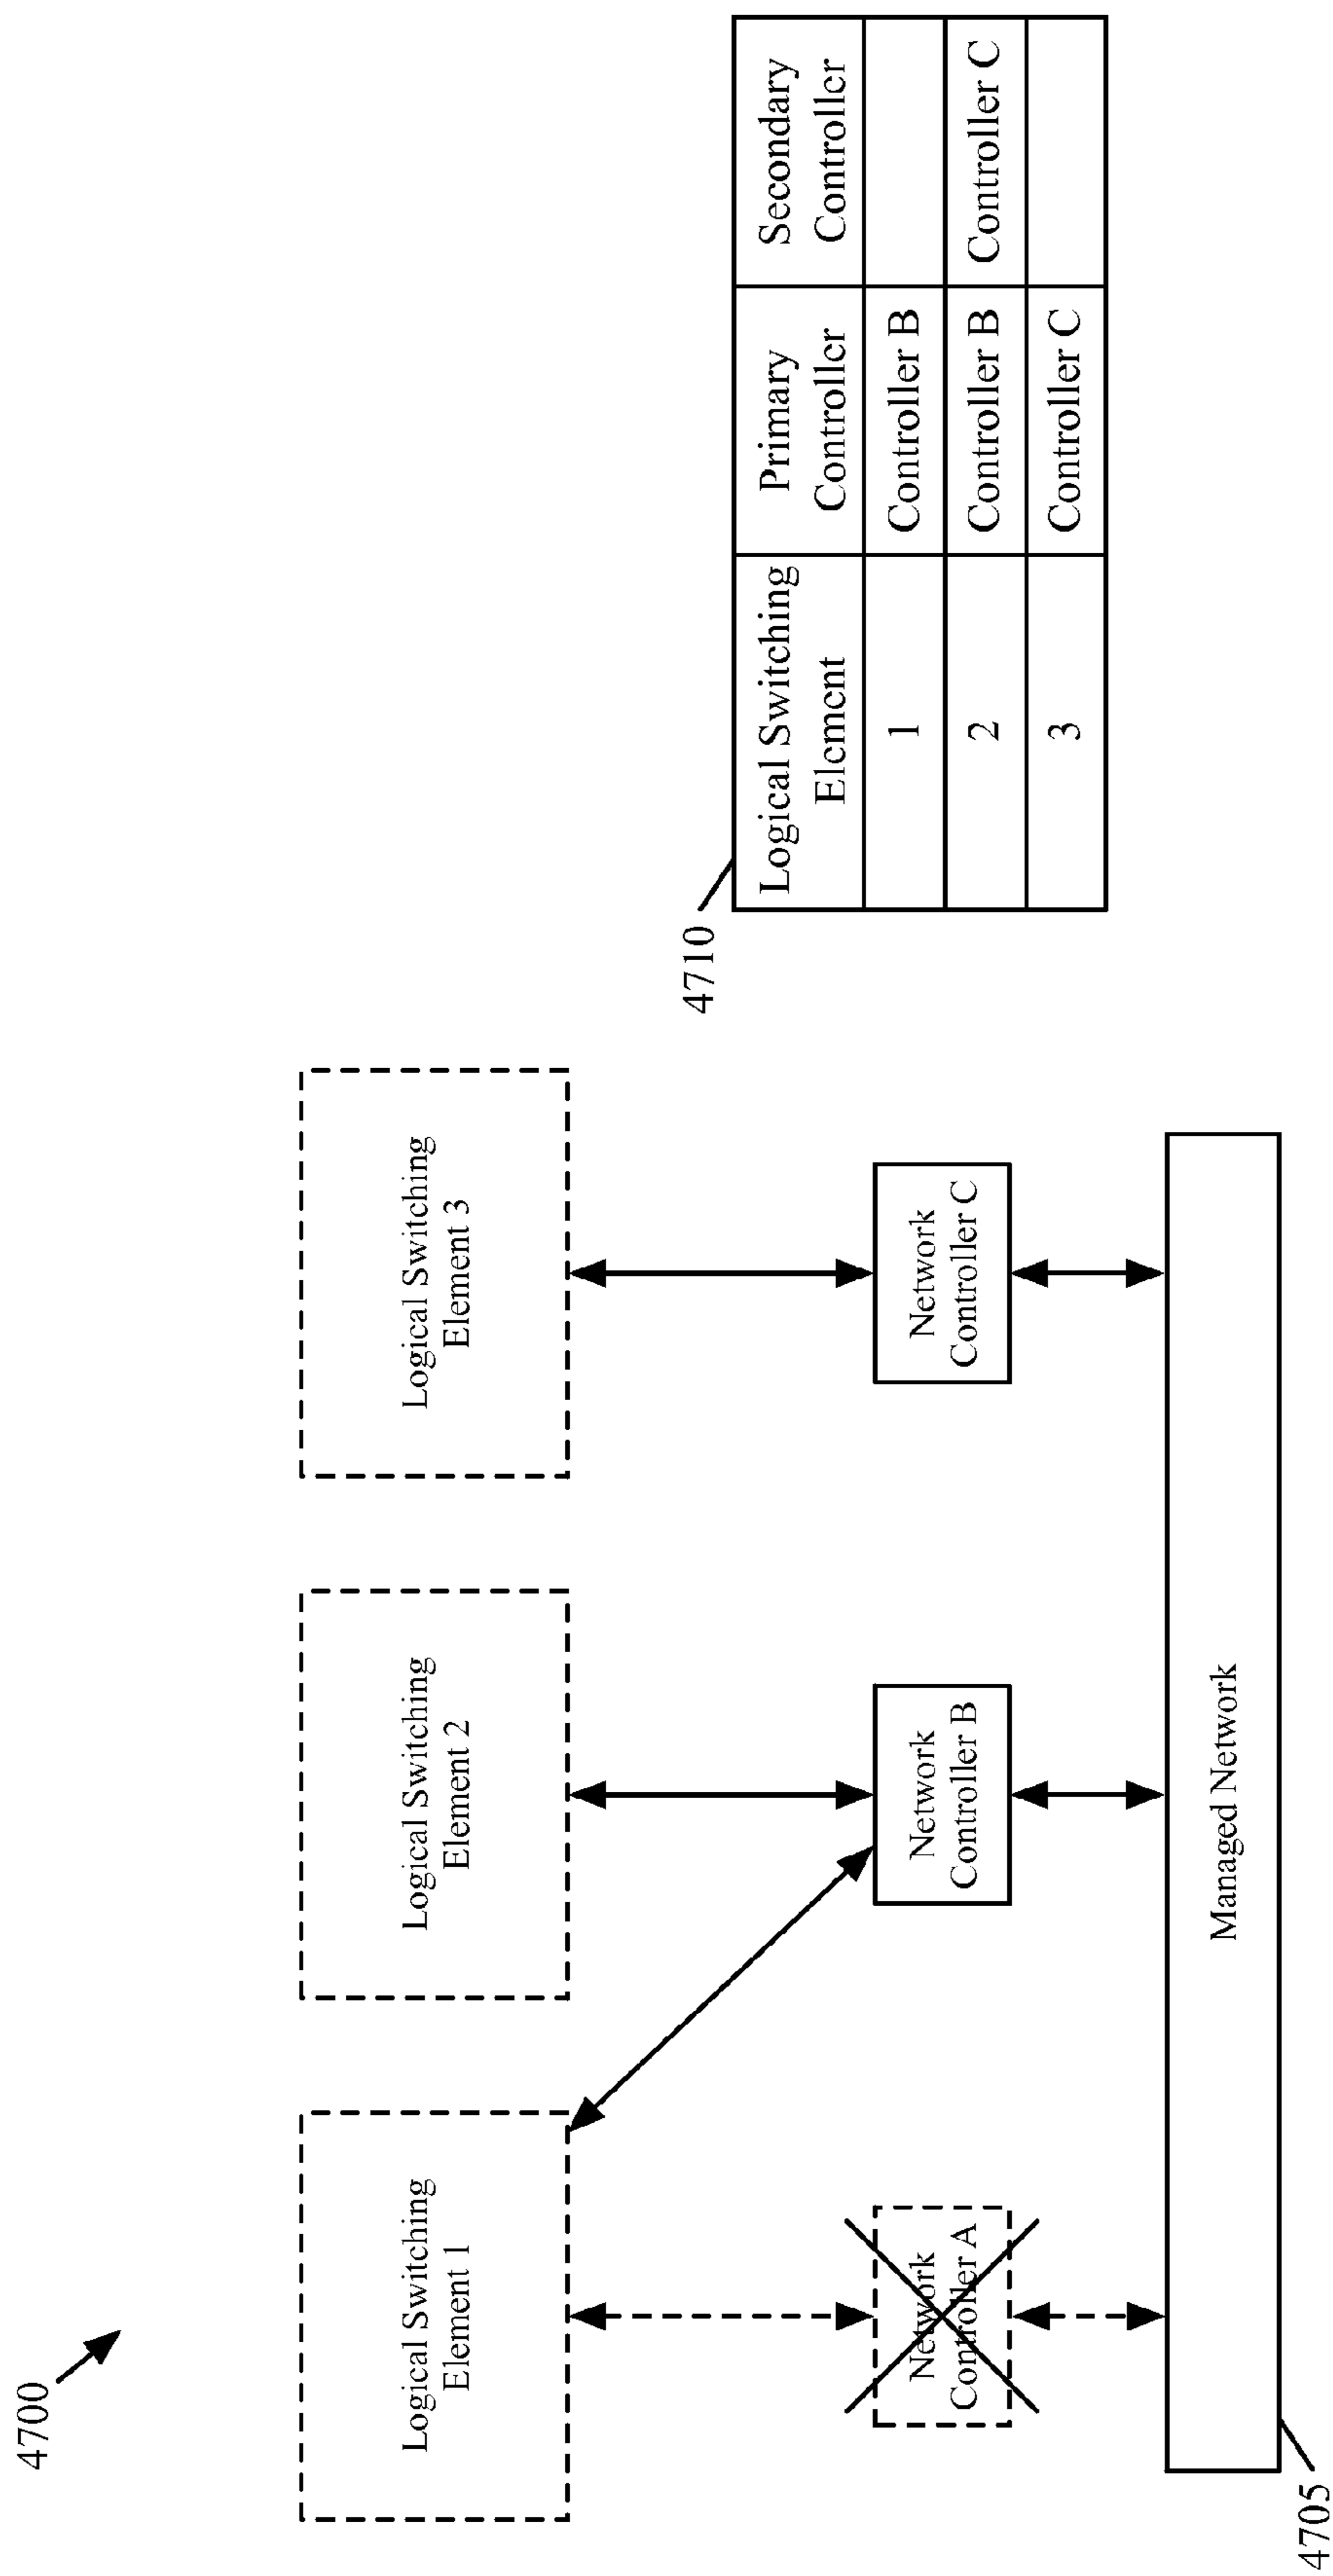 4700
Logical Switching
Element 1
Logical Switching
Element 2
Logical Switching
Element 3
Network
Controller A
Network
Controller B
Network
Controller C
Managed Network
4705
4710
Logical Switching
Element
Primary
Controller
Secondary
Controller
1
Controller B
2
Controller B
Controller C
3
Controller C